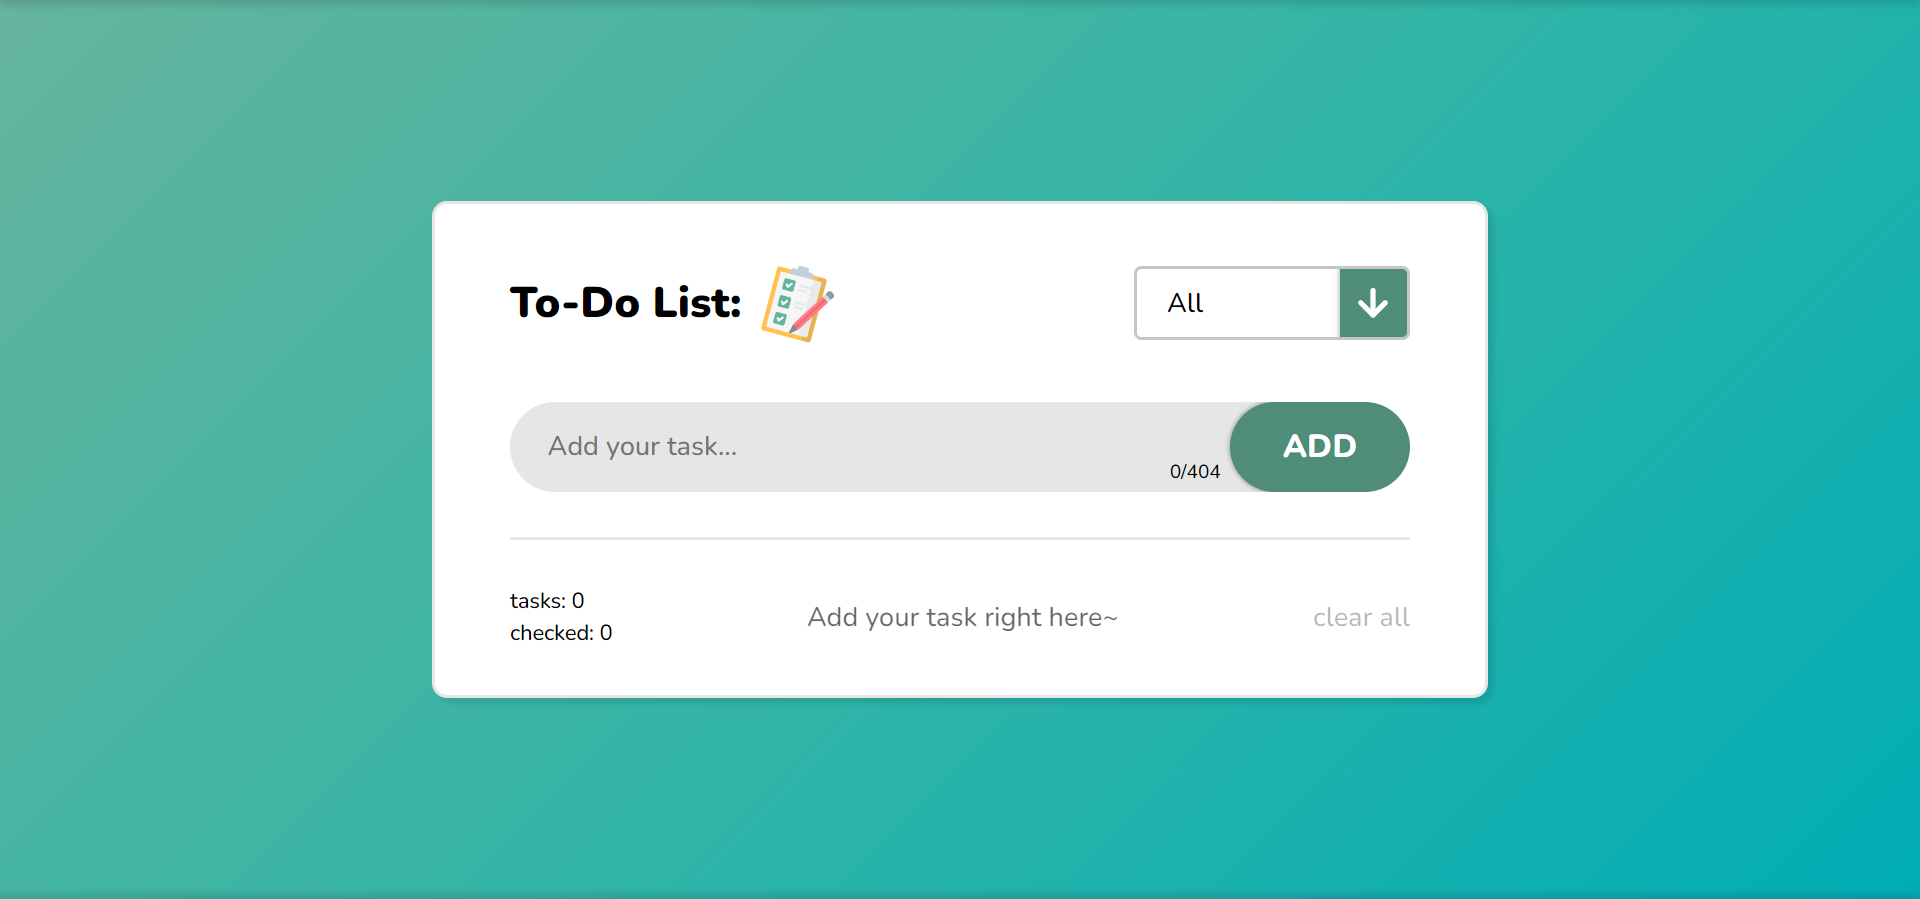 To-Do List:
All
Add your task...
0/404
ADD
tasks: 0
checked: 0
Add your task right here~
clear all